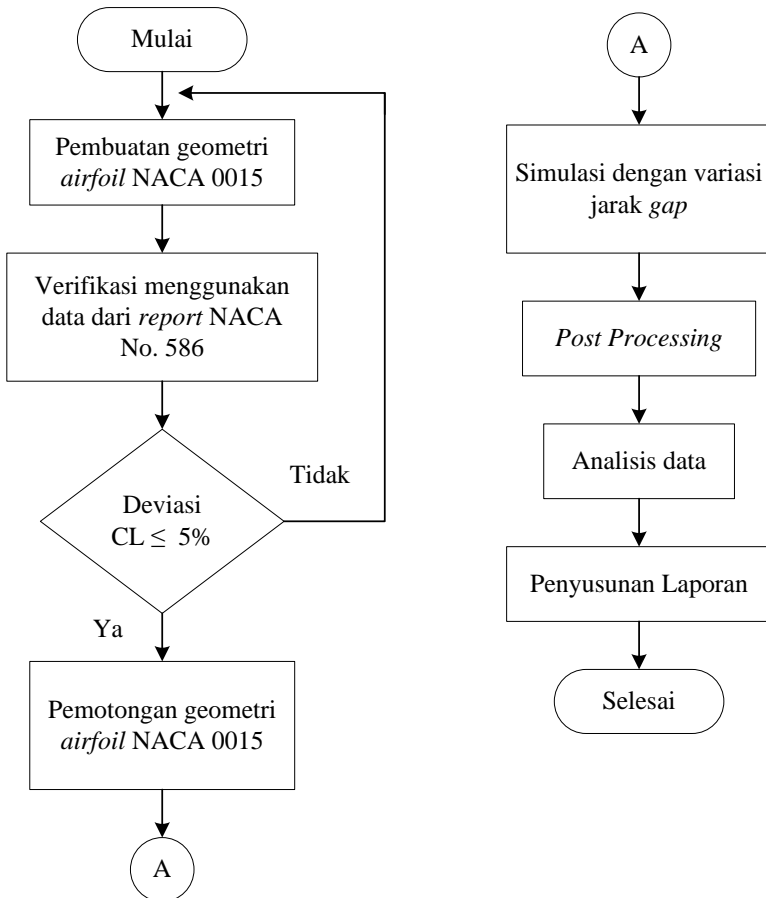 Mulai
Pembuatan geometri
airfoil NACA 0015
Verifikasi menggunakan
data dari report NACA
No. 586
Deviasi
CL ≤ 5%
Tidak
Ya
Pemotongan geometri
airfoil NACA 0015
A
A
Simulasi dengan variasi
jarak gap
Post Processing
Analisis data
Penyusunan Laporan
Selesai